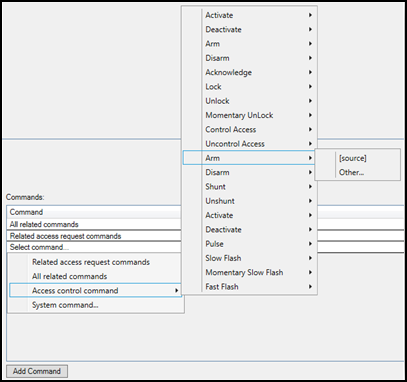 Activate
Deactivate
Arm
Disarm
Acknowledge
Lock
Unlock
Momentary UnLock
Control Access
Uncontrol Access
Arm
[source]
Other...
Disarm
Shunt
Unshunt
Activate
Deactivate
Pulse
Slow Flash
Momentary Slow Flash
Fast Flash
Commands:
Command
All related commands
Related access request commands
Select command...
Related access request commands
All related commands
Access control command
System command...
Add Command